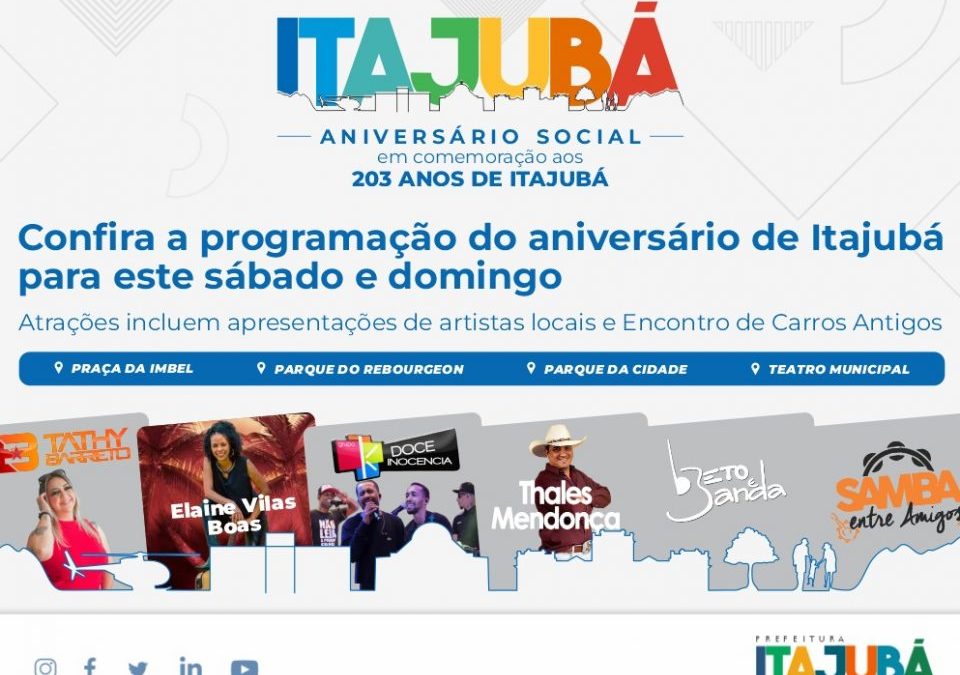 ITAJUBÁ
ANIVERSÁRIO SOCIAL
em comemoração aos
203 ANOS DE ITAJUBÁ
Confira a programação do aniversário de Itajubá
para este sábado e domingo
Atrações incluem apresentações de artistas locais e Encontro de Carros Antigos
PRAÇA DA IMBEL PARQUE DO REBOURGEON PARQUE DA CIDADE TEATRO MUNICIPAL
TATHY
BARRETO
Elaine Vilas
Boas
DOCE
INOCENCIA
Thales
Mendonça
BETO e
Banda
SAMBA
entre Amigos
PREFEITURA
ITAJUBÁ